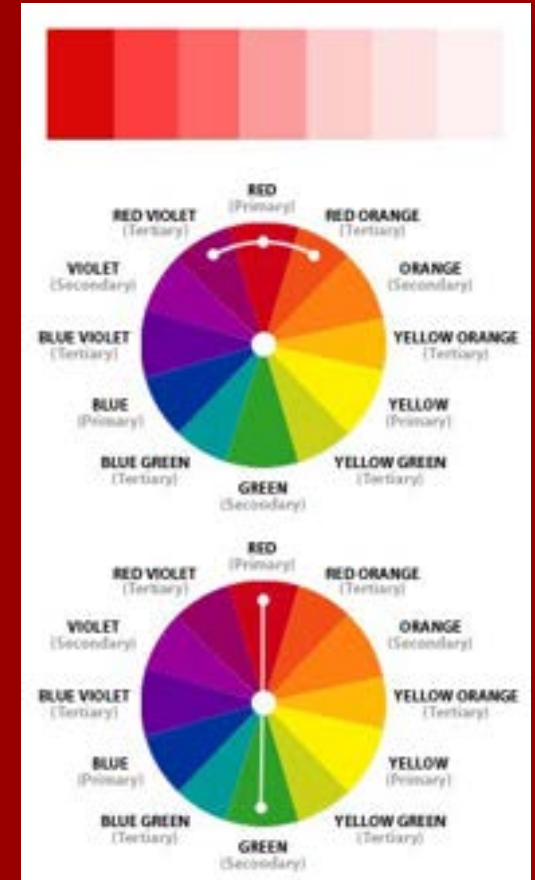 RED
(Primary)
RED VIOLET
(Tertiary)
RED ORANGE
(Tertiary)
VIOLET
(Secondary)
ORANGE
(Secondary)
BLUE VIOLET
(Tertiary)
YELLOW ORANGE
(Tertiary)
BLUE
(Primary)
YELLOW
(Primary)
BLUE GREEN
(Tertiary)
YELLOW GREEN
(Tertiary)
GREEN
(Secondary)
RED
(Primary)
RED VIOLET
(Tertiary)
RED ORANGE
(Tertiary)
VIOLET
(Secondary)
ORANGE
(Secondary)
BLUE VIOLET
(Tertiary)
YELLOW ORANGE
(Tertiary)
BLUE
(Primary)
YELLOW
(Primary)
BLUE GREEN
(Tertiary)
YELLOW GREEN
(Tertiary)
GREEN
(Secondary)